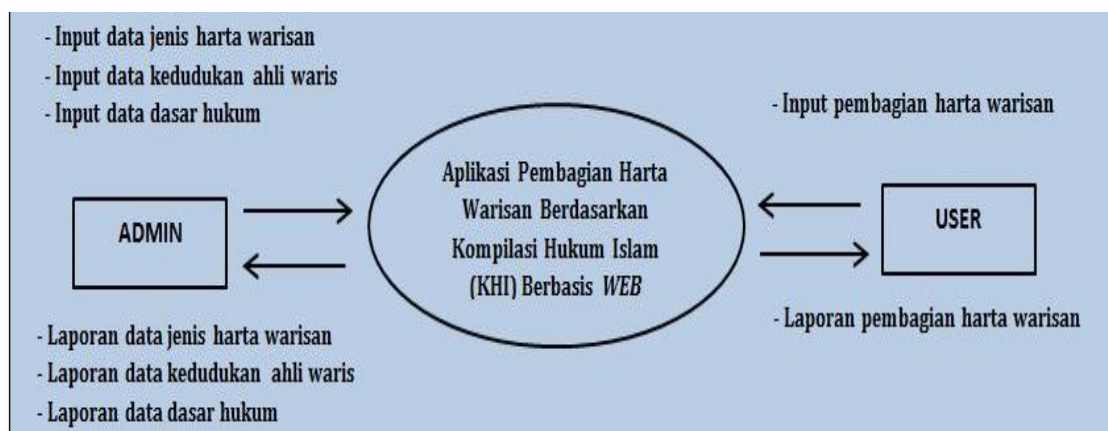 - Input data jenis harta warisan
- Input data kedudukan ahli waris
- Input data dasar hukum
- Input pembagian harta warisan
Aplikasi Pembagian Harta
Warisan Berdasarkan
Kompilasi Hukum Islam
(KHI) Berbasis WEB
ADMIN
USER
- Laporan data jenis harta warisan
- Laporan data kedudukan ahli waris
- Laporan data dasar hukum
- Laporan pembagian harta warisan